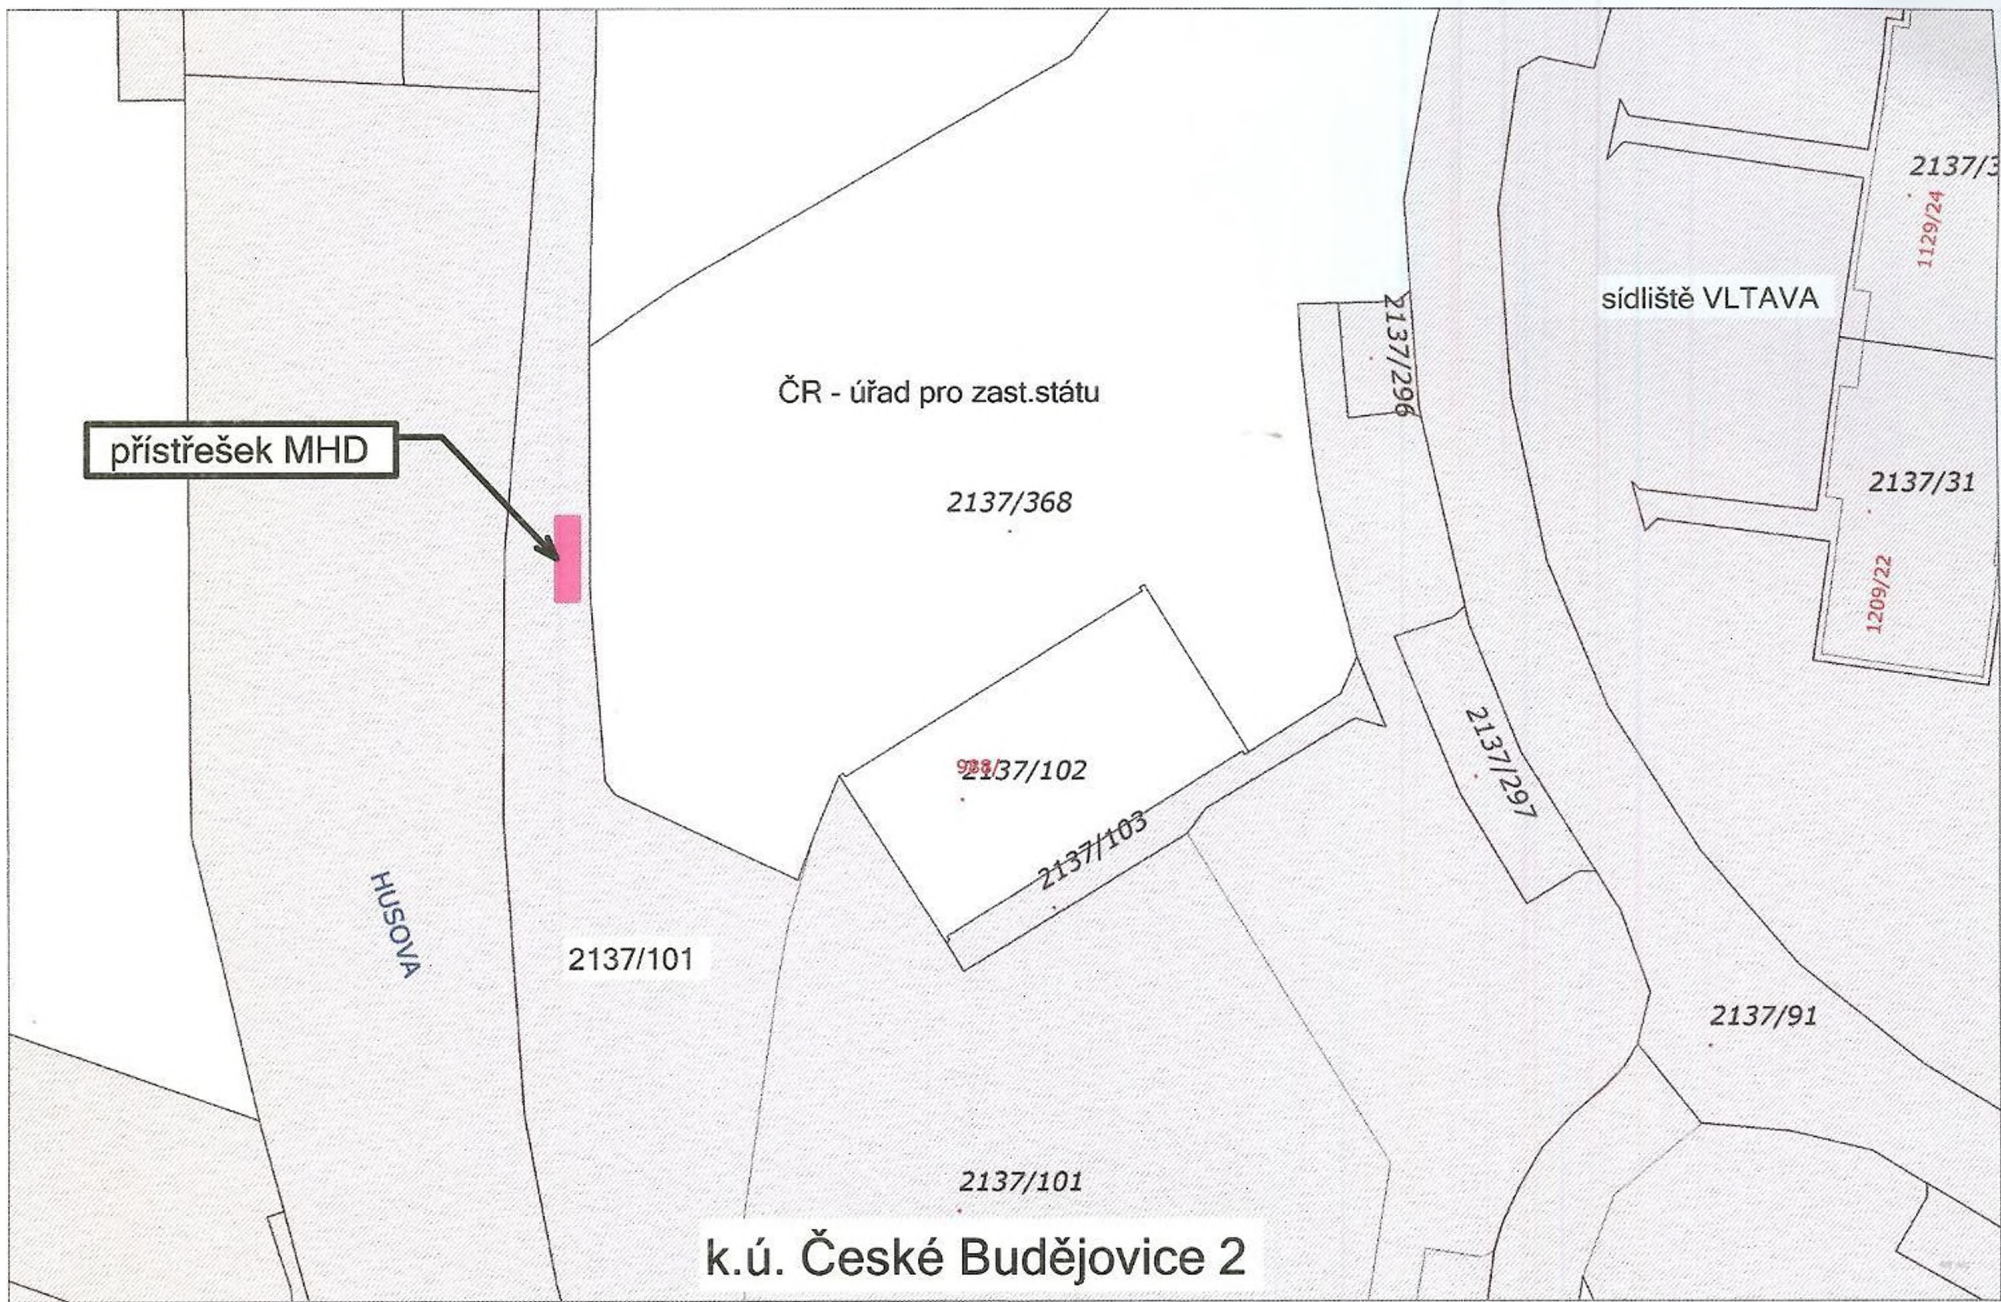 2137/3
1129/24
sídliště VLTAVA
2137/296
ČR - úřad pro zast.státu
přístřešek MHD
2137/31
2137/368
1209/22
2137/297
2137/102
2137/103
HUSOVA
2137/101
2137/91
2137/101
k.ú. České Budějovice 2